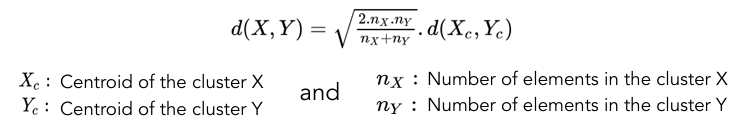 d(X, Y) = √(2.n_X.n_Y / n_X+n_Y) . d(X_c, Y_c)
X_c : Centroid of the cluster X and n_X : Number of elements in the cluster X
Y_c : Centroid of the cluster Y n_Y : Number of elements in the cluster Y